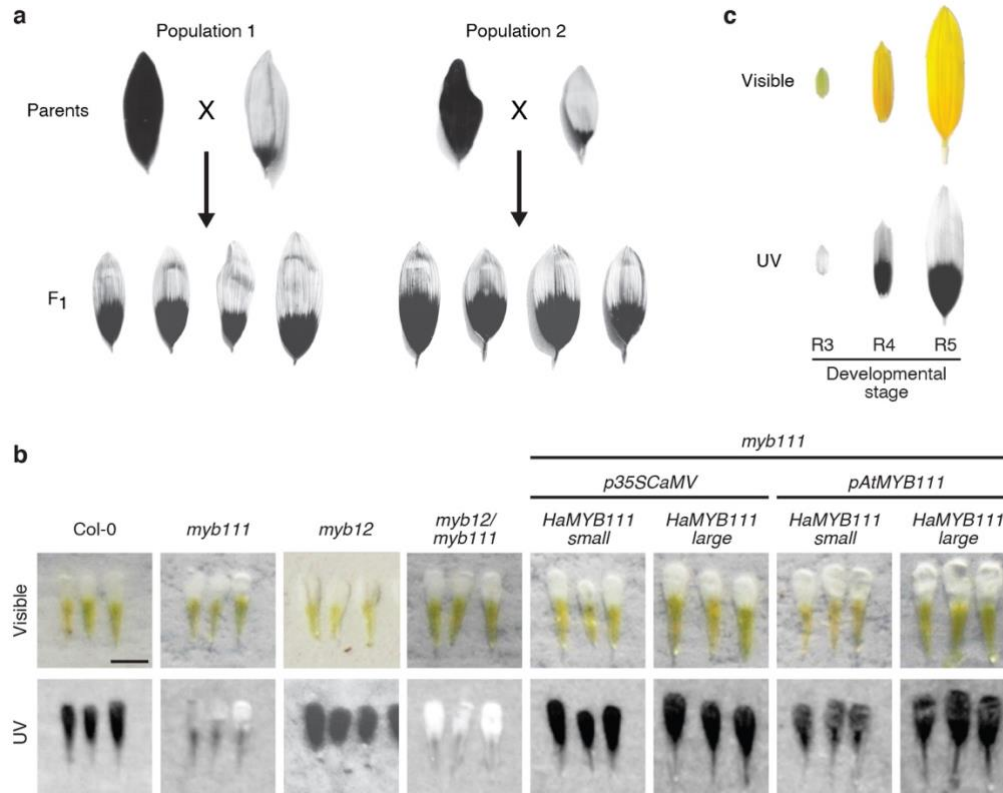 a
Population 1
Population 2
Parents
X
X
F1
c
Visible
UV
R3 R4 R5
Developmental
stage
b
myb111
p35SCaMV
pAtMYB111
Col-0
myb111
myb12
myb12/
myb111
HaMYB111
small
HaMYB111
large
HaMYB111
small
HaMYB111
large
Visible
UV